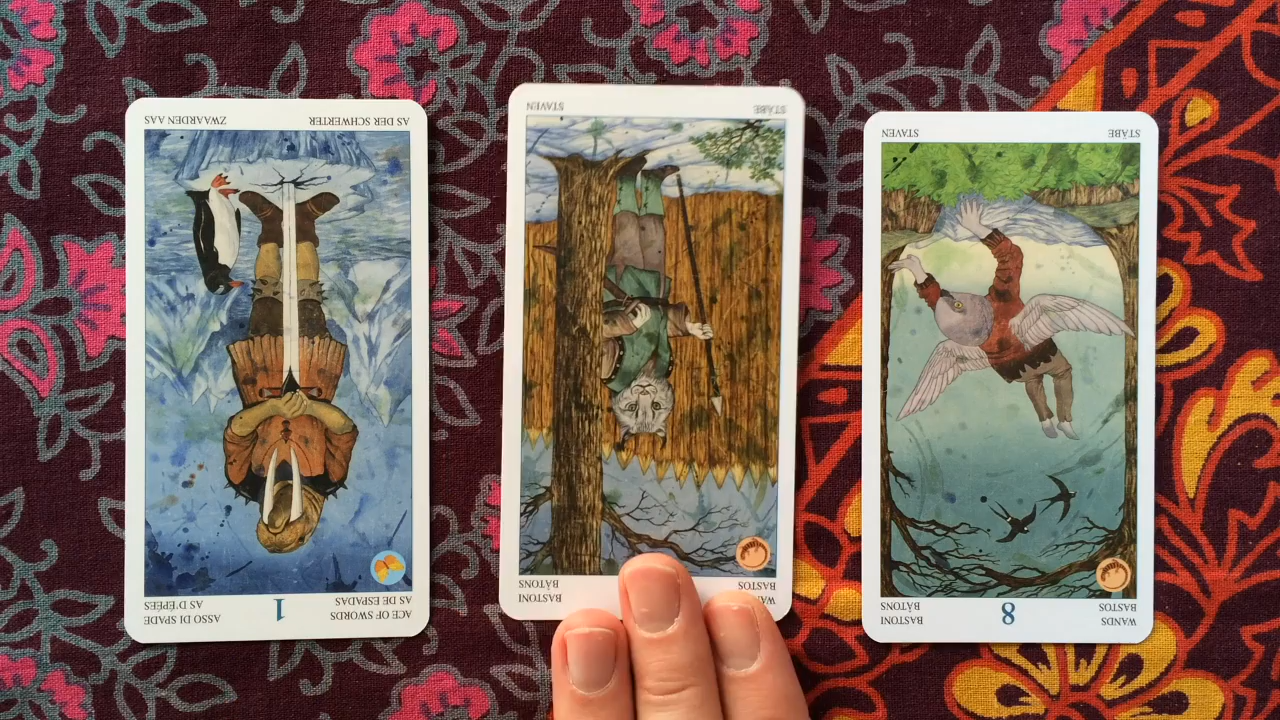 ACE OF SWORDS
AS DE ESPADAS
1
ASSO DI SPADE
AS D'ÉPÉES
AS DER SCHWERTER
ZWAARDEN AAS
BASTOS
BASTONI
BÂTONS
STÄBE
STAVEN
WANDS
BASTOS
8
BASTONI
BÂTONS
STÄBE
STAVEN